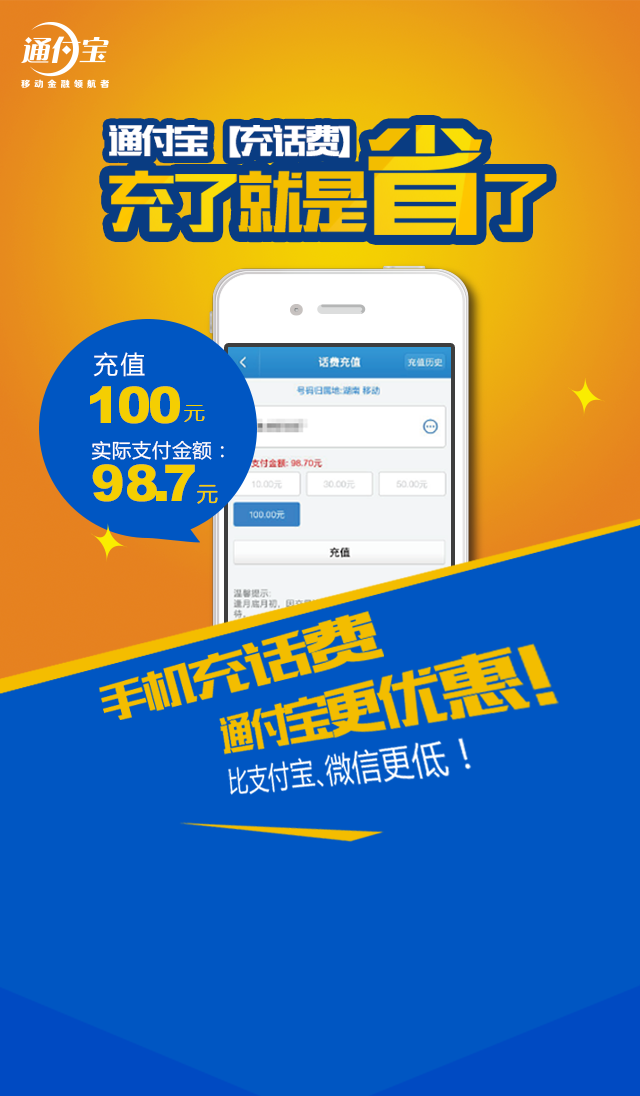 通付宝
移动金融领航者
通付宝【充话费】
充了就是省了
充值
100元
实际支付金额：
98.7元
话费充值
充值历史
号码归属地:湖南 移动
支付金额: 98.70元
10.00元
30.00元
50.00元
100.00元
充值
温馨提示:
逢月底月初，因交
待，
手机充话费
通付宝更优惠!
比支付宝、微信更低！